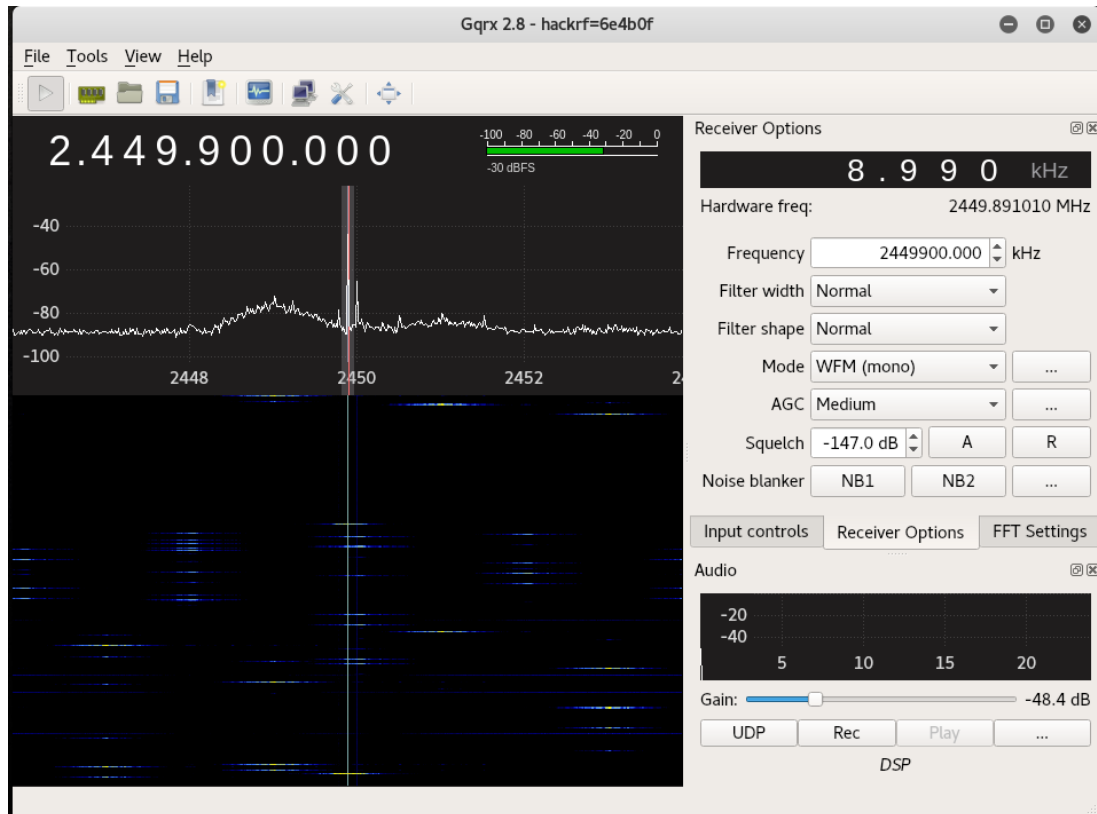 Gqrx 2.8 - hackrf=6e4b0f
File Tools View Help
2.449.900.000
-100 -80 -60 -40 -20 0
-30 dBFS
-40
-60
-80
-100
2448 2450 2452 2
Receiver Options
8.990 kHz
Hardware freq: 2449.891010 MHz
Frequency 2449900.000 kHz
Filter width Normal
Filter shape Normal
Mode WFM (mono) ...
AGC Medium ...
Squelch -147.0 dB A R
Noise blanker NB1 NB2 ...
Input controls Receiver Options FFT Settings
Audio
-20
-40
5 10 15 20
Gain: -48.4 dB
UDP Rec Play ...
DSP